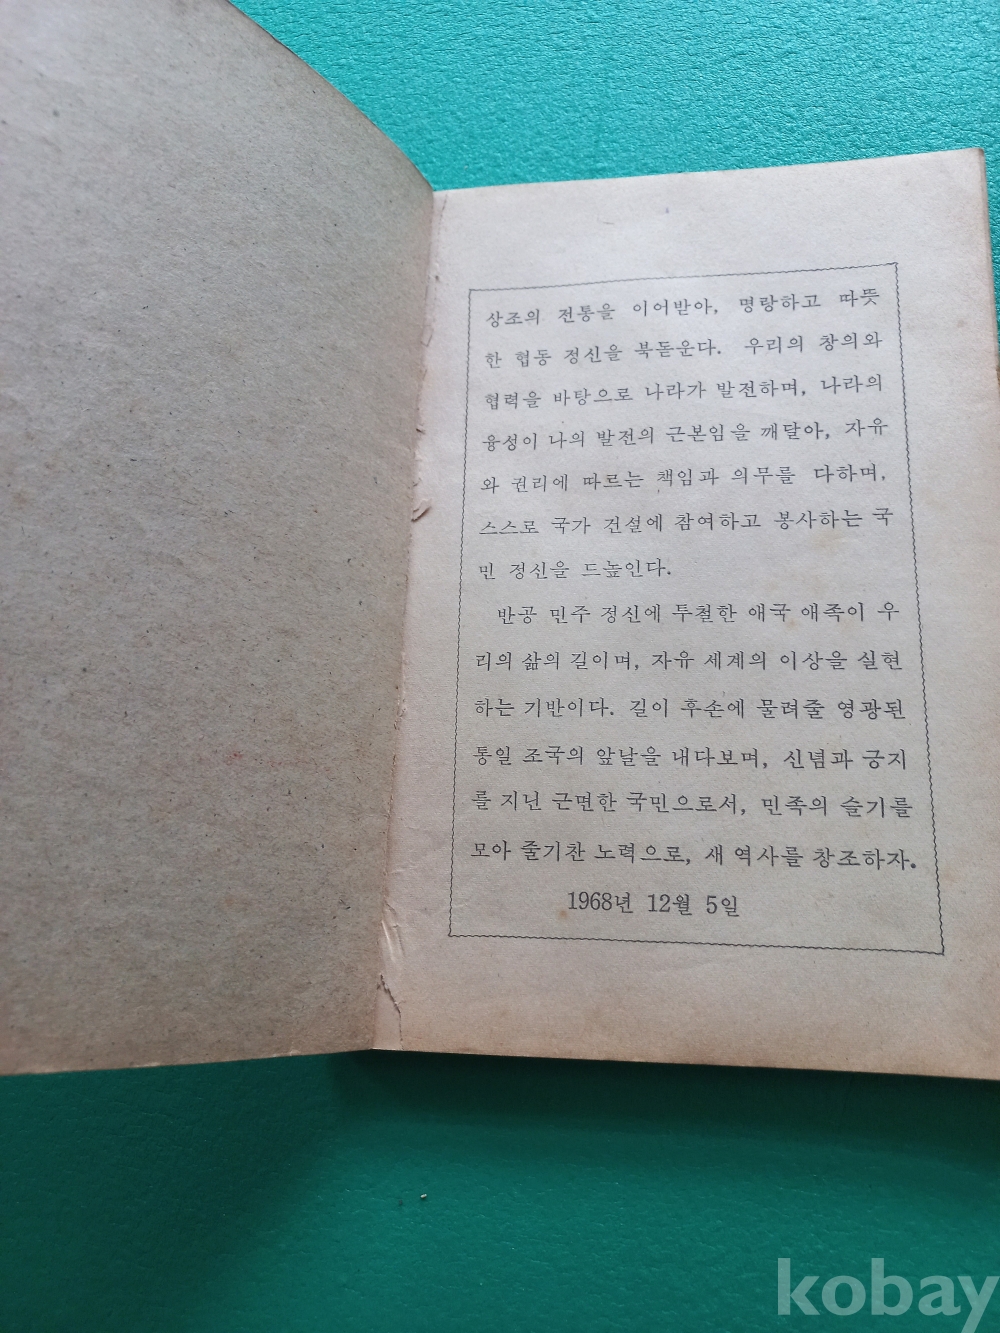 상조의 전통을 이어받아, 명랑하고 따뜻
한 협동 정신을 북돋운다. 우리의 창의와
협력을 바탕으로 나라가 발전하며, 나라의
융성이 나의 발전의 근본임을 깨달아, 자유
와 권리에 따르는 책임과 의무를 다하며,
스스로 국가 건설에 참여하고 봉사하는 국
민 정신을 드높인다.
반공 민주 정신에 투철한 애국 애족이 우
리의 삶의 길이며, 자유 세계의 이상을 실현
하는 기반이다. 길이 후손에 물려줄 영광된
통일 조국의 앞날을 내다보며, 신념과 긍지
를 지닌 근면한 국민으로서, 민족의 슬기를
모아 줄기찬 노력으로, 새 역사를 창조하자.
1968년 12월 5일
kobay